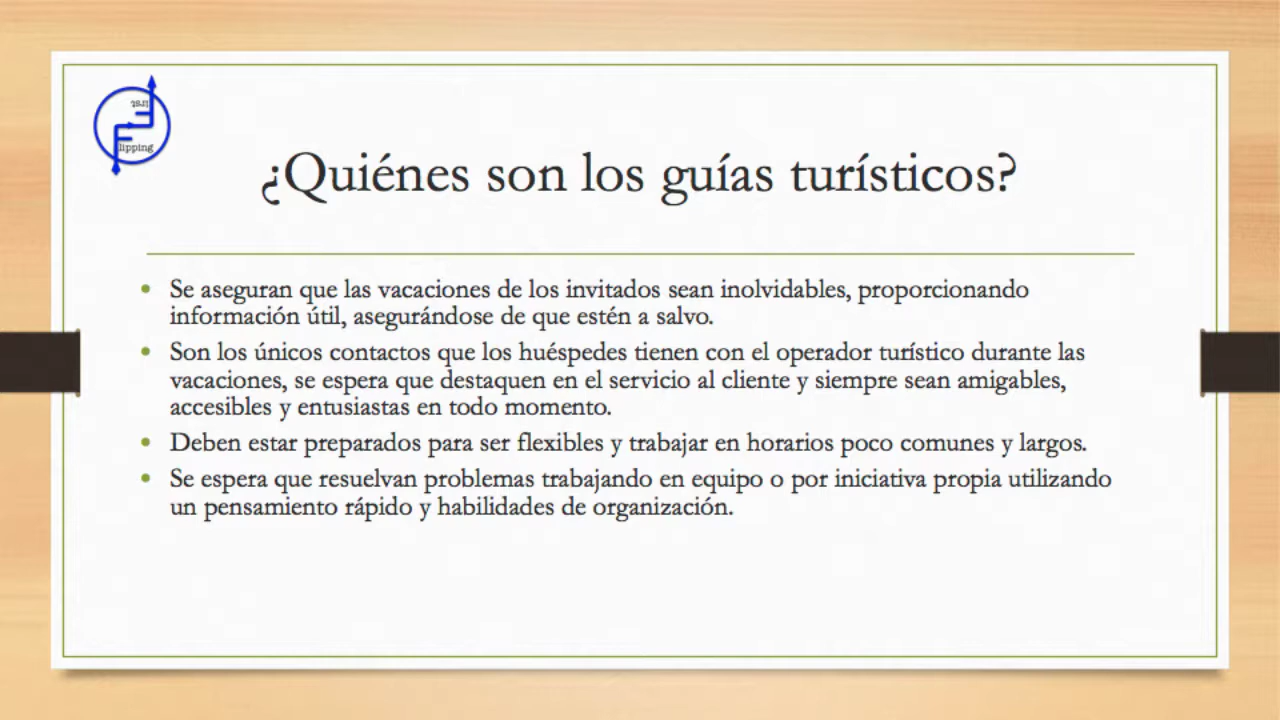 irst
lipping
¿Quiénes son los guías turísticos?
• Se aseguran que las vacaciones de los invitados sean inolvidables, proporcionando
información útil, asegurándose de que estén a salvo.
• Son los únicos contactos que los huéspedes tienen con el operador turístico durante las
vacaciones, se espera que destaquen en el servicio al cliente y siempre sean amigables,
accesibles y entusiastas en todo momento.
• Deben estar preparados para ser flexibles y trabajar en horarios poco comunes y largos.
• Se espera que resuelvan problemas trabajando en equipo o por iniciativa propia utilizando
un pensamiento rápido y habilidades de organización.